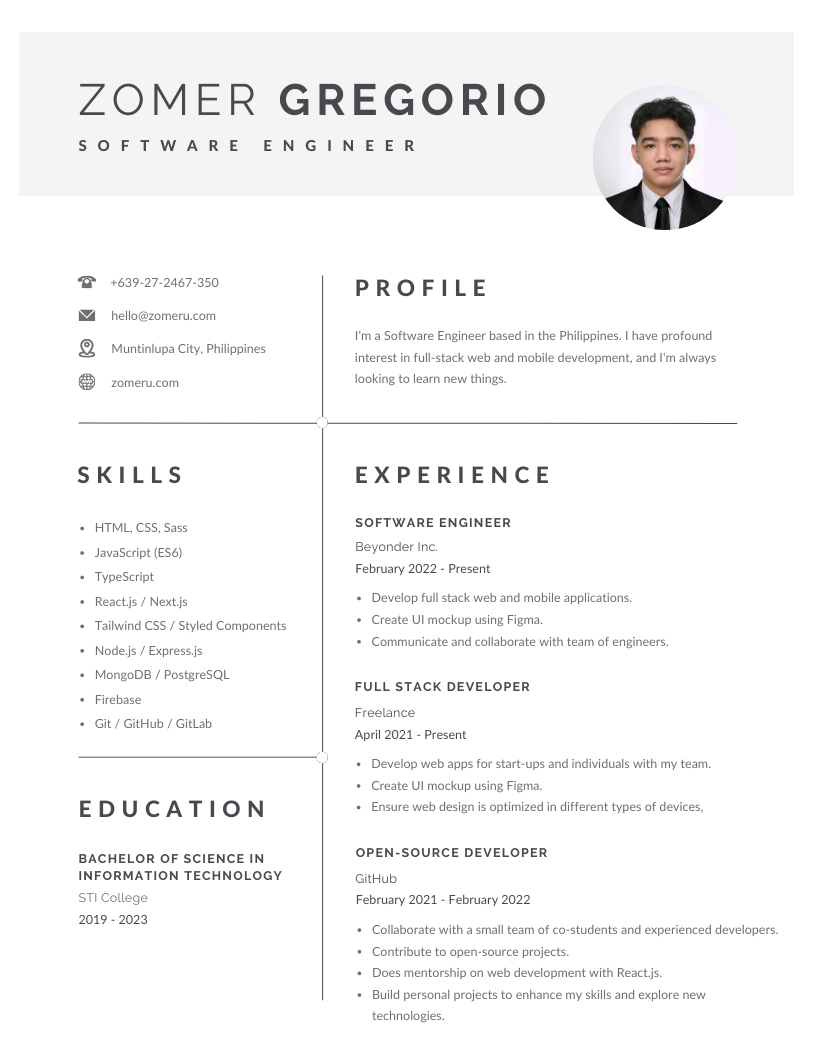 ZOMER GREGORIO
SOFTWARE ENGINEER
+639-27-2467-350
hello@zomeru.com
Muntinlupa City, Philippines
zomeru.com
PROFILE
I'm a Software Engineer based in the Philippines. I have profound
interest in full-stack web and mobile development, and I'm always
looking to learn new things.
SKILLS
• HTML, CSS, Sass
• JavaScript (ES6)
• TypeScript
• React.js / Next.js
• Tailwind CSS / Styled Components
• Node.js / Express.js
• MongoDB / PostgreSQL
• Firebase
• Git / GitHub / GitLab
EDUCATION
BACHELOR OF SCIENCE IN
INFORMATION TECHNOLOGY
STI College
2019 - 2023
EXPERIENCE
SOFTWARE ENGINEER
Beyonder Inc.
February 2022 - Present
• Develop full stack web and mobile applications.
• Create UI mockup using Figma.
• Communicate and collaborate with team of engineers.
FULL STACK DEVELOPER
Freelance
April 2021 - Present
• Develop web apps for start-ups and individuals with my team.
• Create UI mockup using Figma.
• Ensure web design is optimized in different types of devices,
OPEN-SOURCE DEVELOPER
GitHub
February 2021 - February 2022
• Collaborate with a small team of co-students and experienced developers.
• Contribute to open-source projects.
• Does mentorship on web development with React.js.
• Build personal projects to enhance my skills and explore new
technologies.